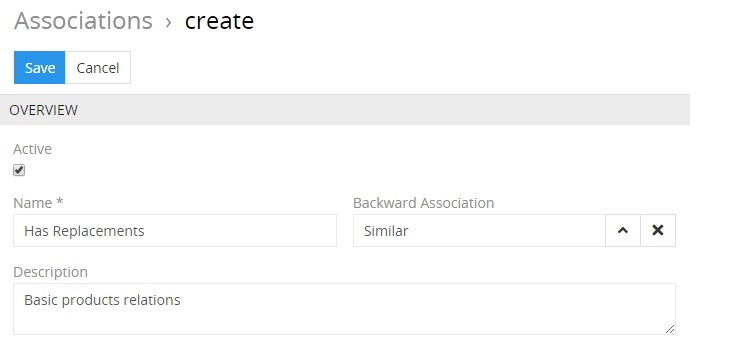 Associations › create
Save Cancel
OVERVIEW
Active
Name * Backward Association
Has Replacements Similar
Description
Basic products relations